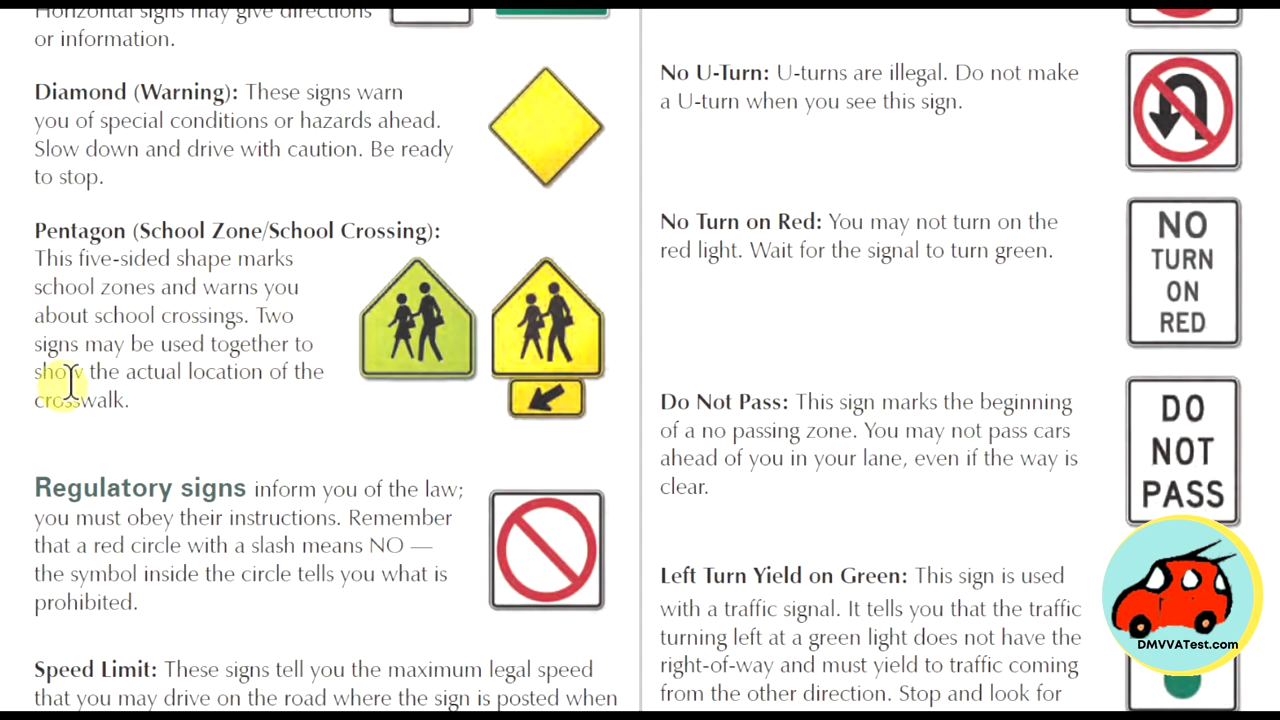 Horizontal signs may give directions
or information.
Diamond (Warning): These signs warn
you of special conditions or hazards ahead.
Slow down and drive with caution. Be ready
to stop.
Pentagon (School Zone/School Crossing):
This five-sided shape marks
school zones and warns you
about school crossings. Two
signs may be used together to
show the actual location of the
crosswalk.
Regulatory signs inform you of the law;
you must obey their instructions. Remember
that a red circle with a slash means NO —
the symbol inside the circle tells you what is
prohibited.
Speed Limit: These signs tell you the maximum legal speed
that you may drive on the road where the sign is posted when
No U-Turn: U-turns are illegal. Do not make
a U-turn when you see this sign.
No Turn on Red: You may not turn on the
red light. Wait for the signal to turn green.
NO
TURN
ON
RED
Do Not Pass: This sign marks the beginning
of a no passing zone. You may not pass cars
ahead of you in your lane, even if the way is
clear.
DO
NOT
PASS
Left Turn Yield on Green: This sign is used
with a traffic signal. It tells you that the traffic
turning left at a green light does not have the
right-of-way and must yield to traffic coming
from the other direction. Stop and look for
DMVVATest.com